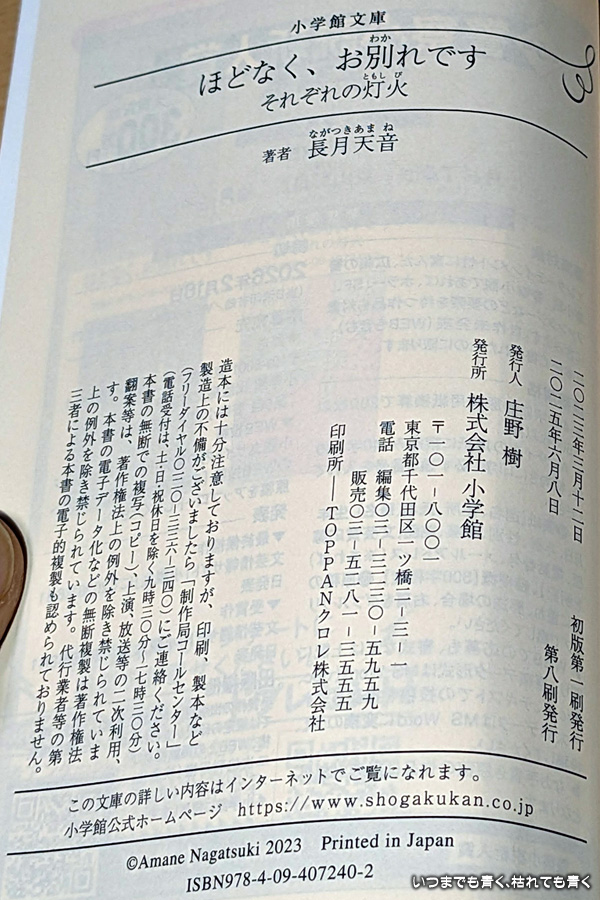 小学館文庫
ほどなく、お別れです
それぞれの灯火
著者 長月天音
二〇二三年三月十二日 初版第一刷発行
二〇二五年六月八日 第八刷発行
発行人 庄野 樹
発行所 株式会社 小学館
〒一〇一-八〇〇一
東京都千代田区一ツ橋二-三-一
電話 編集〇三-三二三〇-五九五九
販売〇三-五二八一-三五五五
印刷所――TOPPANクロレ株式会社
造本には十分注意しておりますが、印刷、製本など
製造上の不備がございましたら「制作局コールセンター」
(フリーダイヤル〇一二〇-三三六-三四〇)にご連絡ください。
(電話受付は、土・日・祝休日を除く九時三〇分〜一七時三〇分)
本書の無断での複写(コピー)、上演、放送等の二次利用、
翻案等は、著作権法上の例外を除き禁じられていま
す。本書の電子データ化などの無断複製は著作権法
上の例外を除き禁じられています。代行業者等の第
三者による本書の電子的複製も認められておりません。
この文庫の詳しい内容はインターネットでご覧になれます。
小学館公式ホームページ https://www.shogakukan.co.jp
©Amane Nagatsuki 2023 Printed in Japan
ISBN978-4-09-407240-2
いつまでも青く、枯れても青く